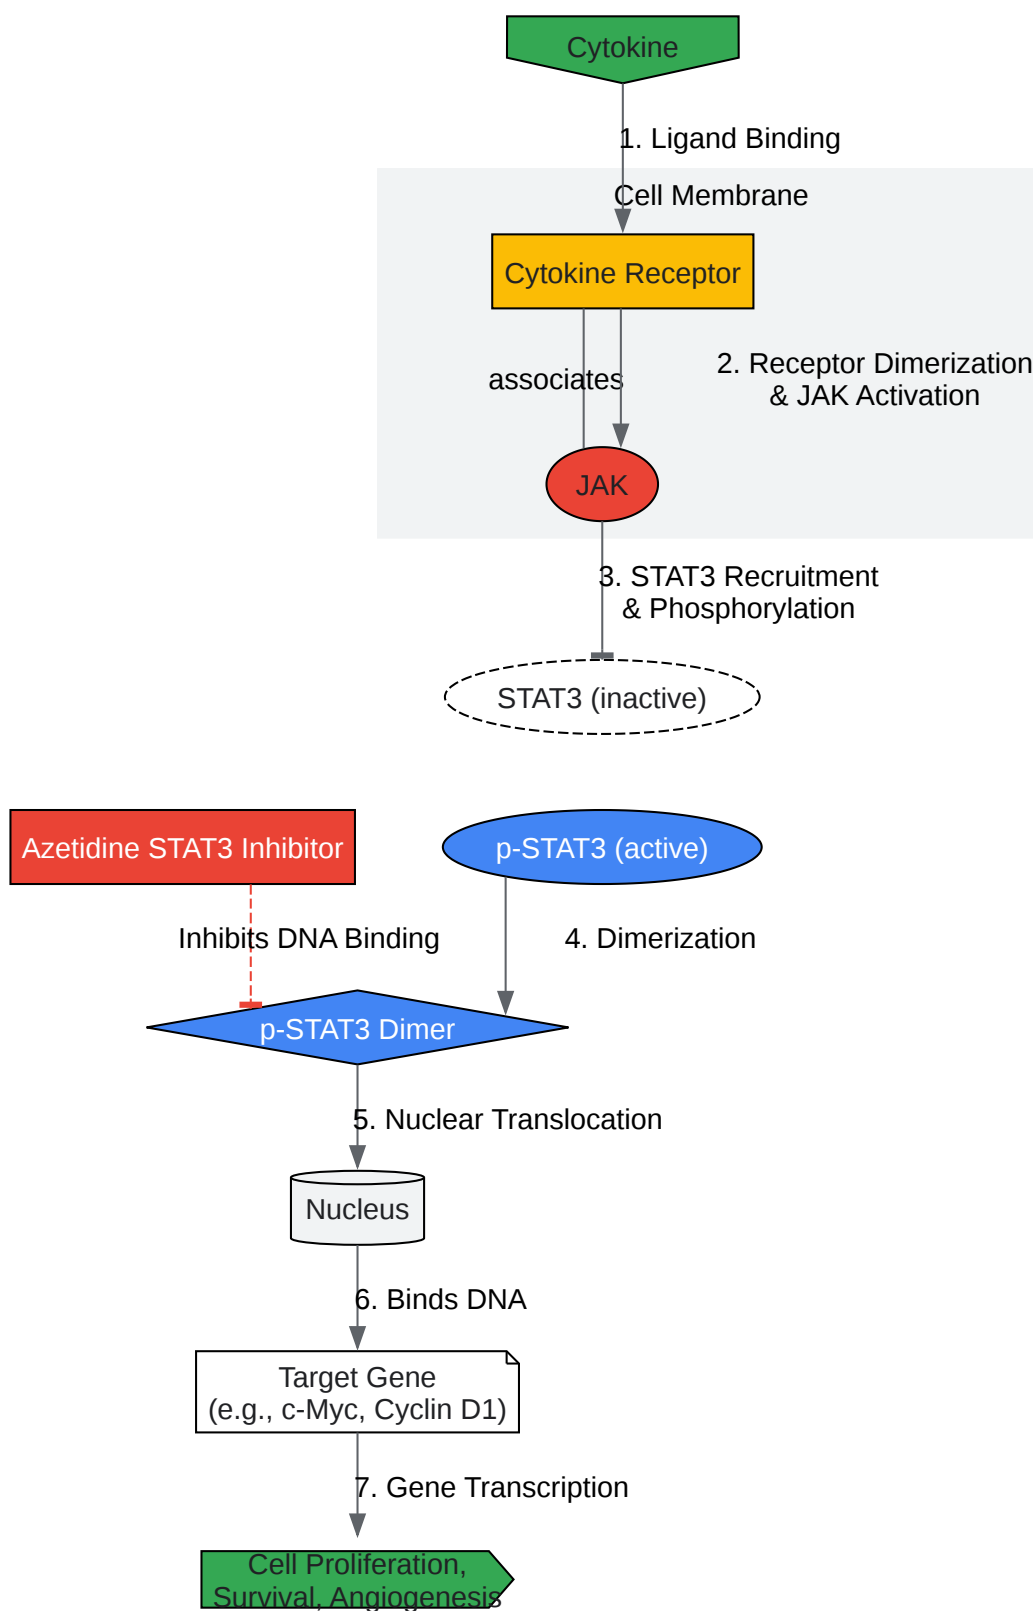 Cytokine
1. Ligand Binding
Cell Membrane
Cytokine Receptor
associates
2. Receptor Dimerization
& JAK Activation
JAK
3. STAT3 Recruitment
& Phosphorylation
STAT3 (inactive)
Azetidine STAT3 Inhibitor
p-STAT3 (active)
Inhibits DNA Binding
4. Dimerization
p-STAT3 Dimer
5. Nuclear Translocation
Nucleus
6. Binds DNA
Target Gene
(e.g., c-Myc, Cyclin D1)
7. Gene Transcription
Cell Proliferation,
Survival, Angiogenesis